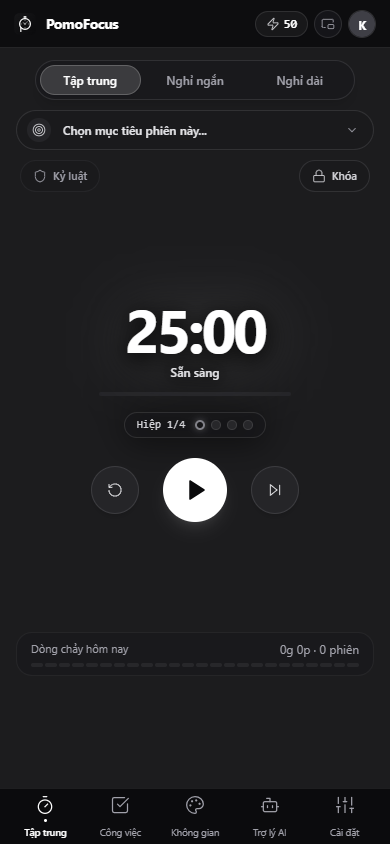 PomoFocus
50
K
Tập trung
Nghỉ ngắn
Nghỉ dài
Chọn mục tiêu phiên này...
Kỷ luật
Khóa
25:00
Sẵn sàng
Hiệp 1/4
Dòng chảy hôm nay
0g 0p · 0 phiên
Tập trung
Công việc
Không gian
Trợ lý AI
Cài đặt